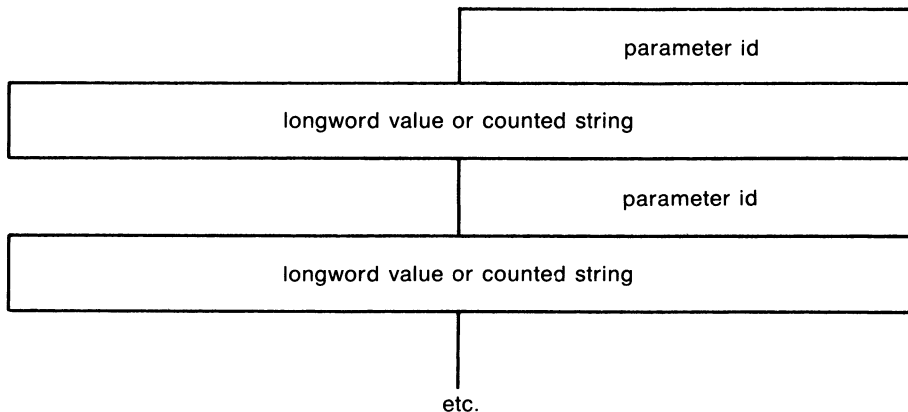 parameter id
longword value or counted string
parameter id
longword value or counted string
etc.